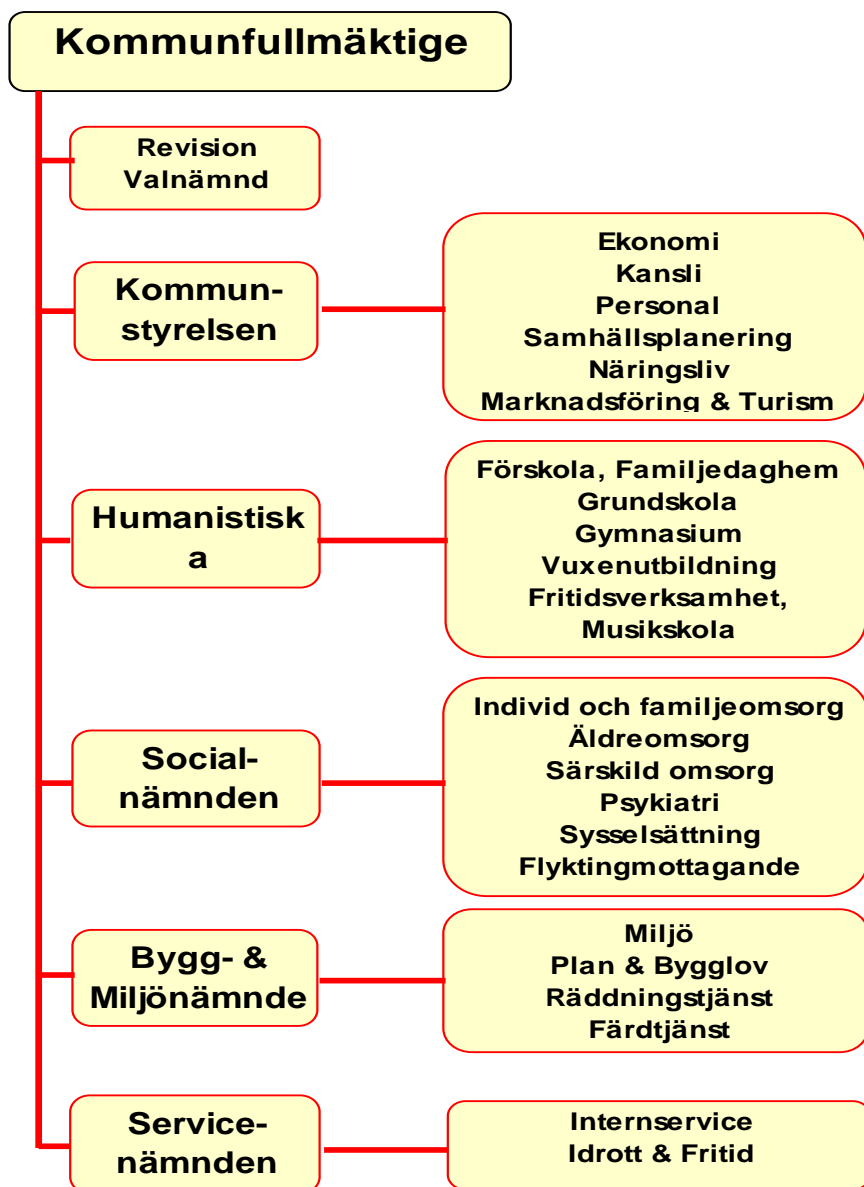 Kommunfullmäktige
Revision
Valnämnd
Kommun-
styrelsen
Ekonomi
Kansli
Personal
Samhällsplanering
Näringsliv
Marknadsföring & Turism
Humanistisk
a
Förskola, Familjedaghem
Grundskola
Gymnasium
Vuxenutbildning
Fritidsverksamhet,
Musikskola
Social-
nämnden
Individ och familjeomsorg
Äldreomsorg
Särskild omsorg
Psykiatri
Sysselsättning
Flyktingmottagande
Bygg- &
Miljönämnde
Miljö
Plan & Bygglov
Räddningstjänst
Färdtjänst
Service-
nämnden
Internservice
Idrott & Fritid